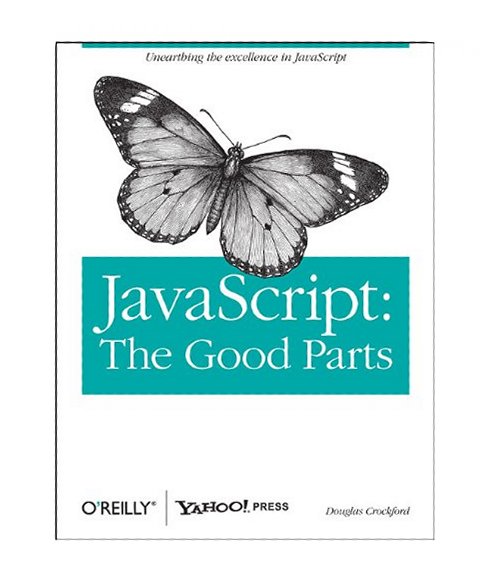 Unearthing the excellence in JavaScript
JavaScript:
The Good Parts
O'REILLY® YAHOO! PRESS Douglas Crockford